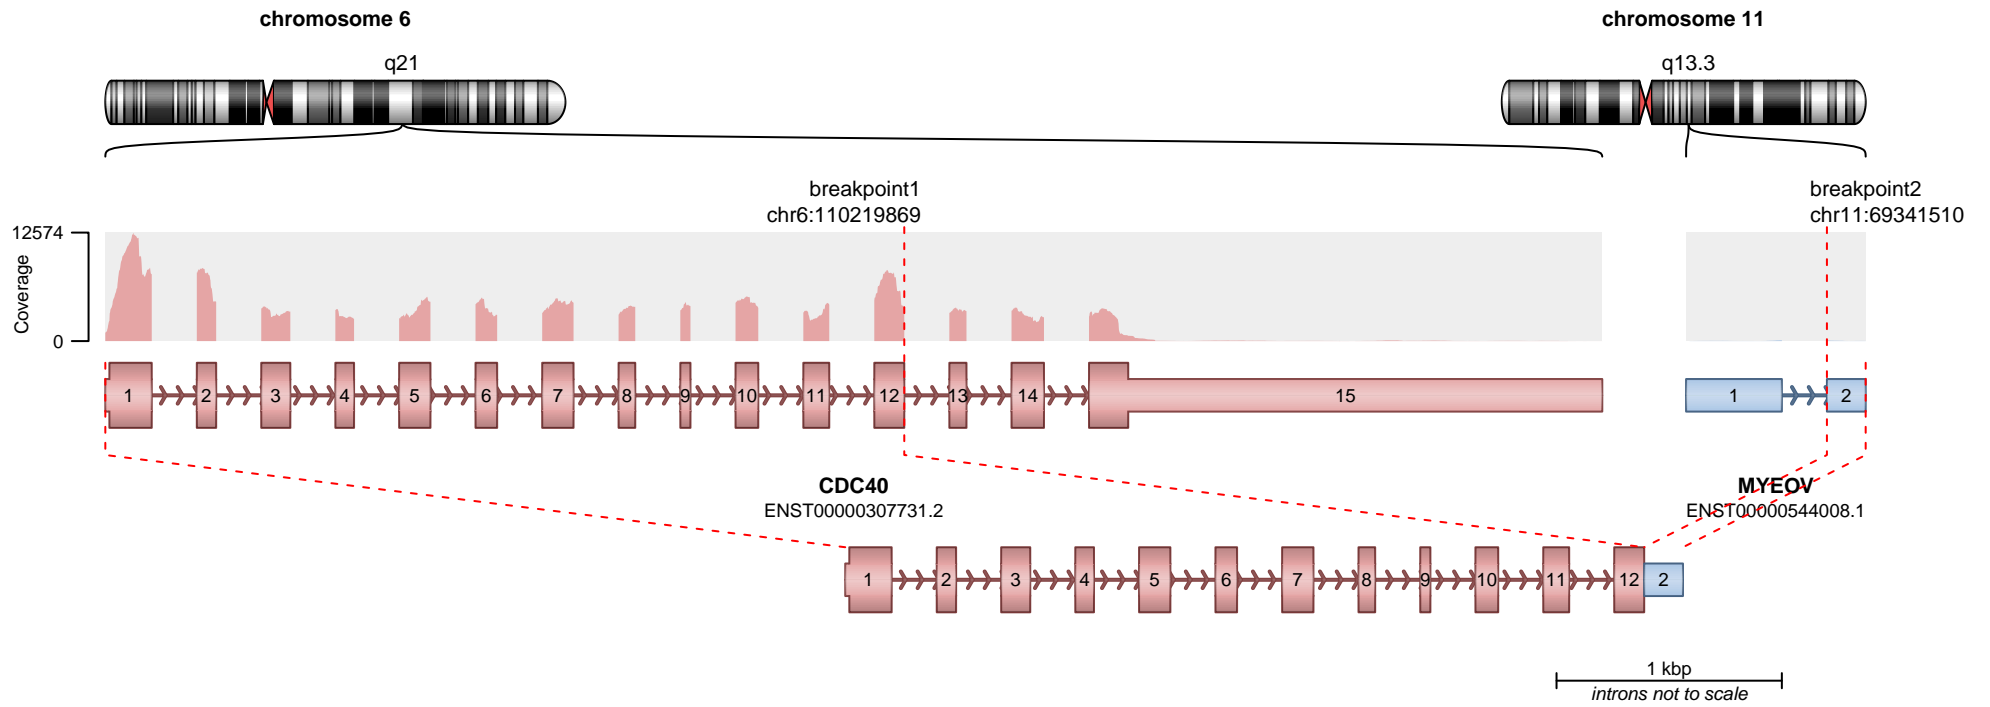 chromosome 6
chromosome 11
q21
q13.3
breakpoint1
chr6:110219869
breakpoint2
chr11:69341510
12574
Coverage
0
1 2 3 4 5 6 7 8 9 10 11 12 13 14 15
1 2
CDC40
ENST00000307731.2
MYEOV
ENST00000544008.1
1 2 3 4 5 6 7 8 9 10 11 12 2
1 kbp
introns not to scale